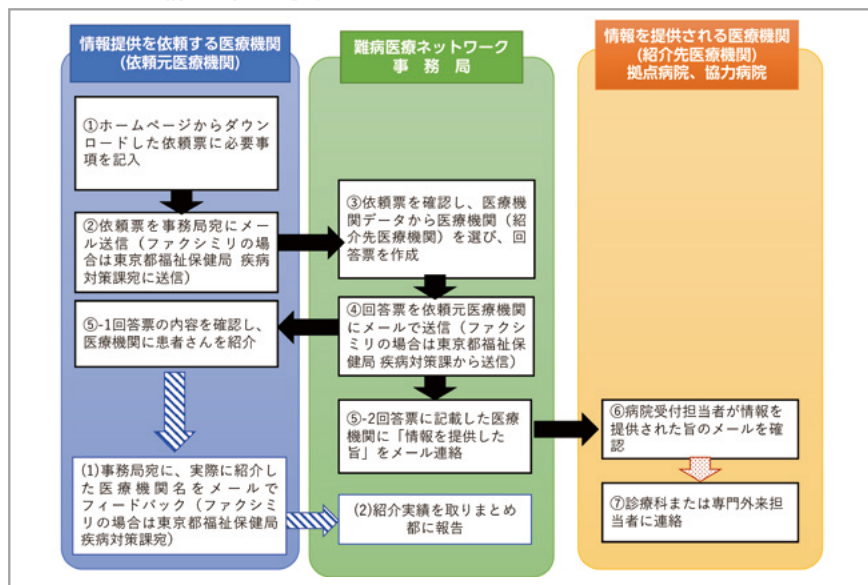 情報提供を依頼する医療機関
(依頼元医療機関)
①ホームページからダウン
ロードした依頼票に必要事
項を記入
②依頼票を事務局宛にメー
ル送信（ファクシミリの場
合は東京都福祉保健局 疾病
対策課宛に送信）
⑤-1回答票の内容を確認し、
医療機関に患者さんを紹介
(1)事務局宛に、実際に紹介し
た医療機関名をメールで
フィードバック（ファクシ
ミリの場合は東京都福祉保健局
疾病対策課宛）
難病医療ネットワーク
事務局
③依頼票を確認し、医療機
関データから医療機関（紹
介先医療機関）を選び、回
答票を作成
④回答票を依頼元医療機関
にメールで送信（ファクシ
ミリの場合は東京都福祉保
健局 疾病対策課から送信）
⑤-2回答票に記載した医療
機関に「情報を提供した
旨」をメール連絡
(2)紹介実績を取りまとめ
都に報告
情報を提供される医療機関
(紹介先医療機関)
拠点病院、協力病院
⑥病院受付担当者が情報を
提供された旨のメールを確
認
⑦診療科または専門外来担
当者に連絡